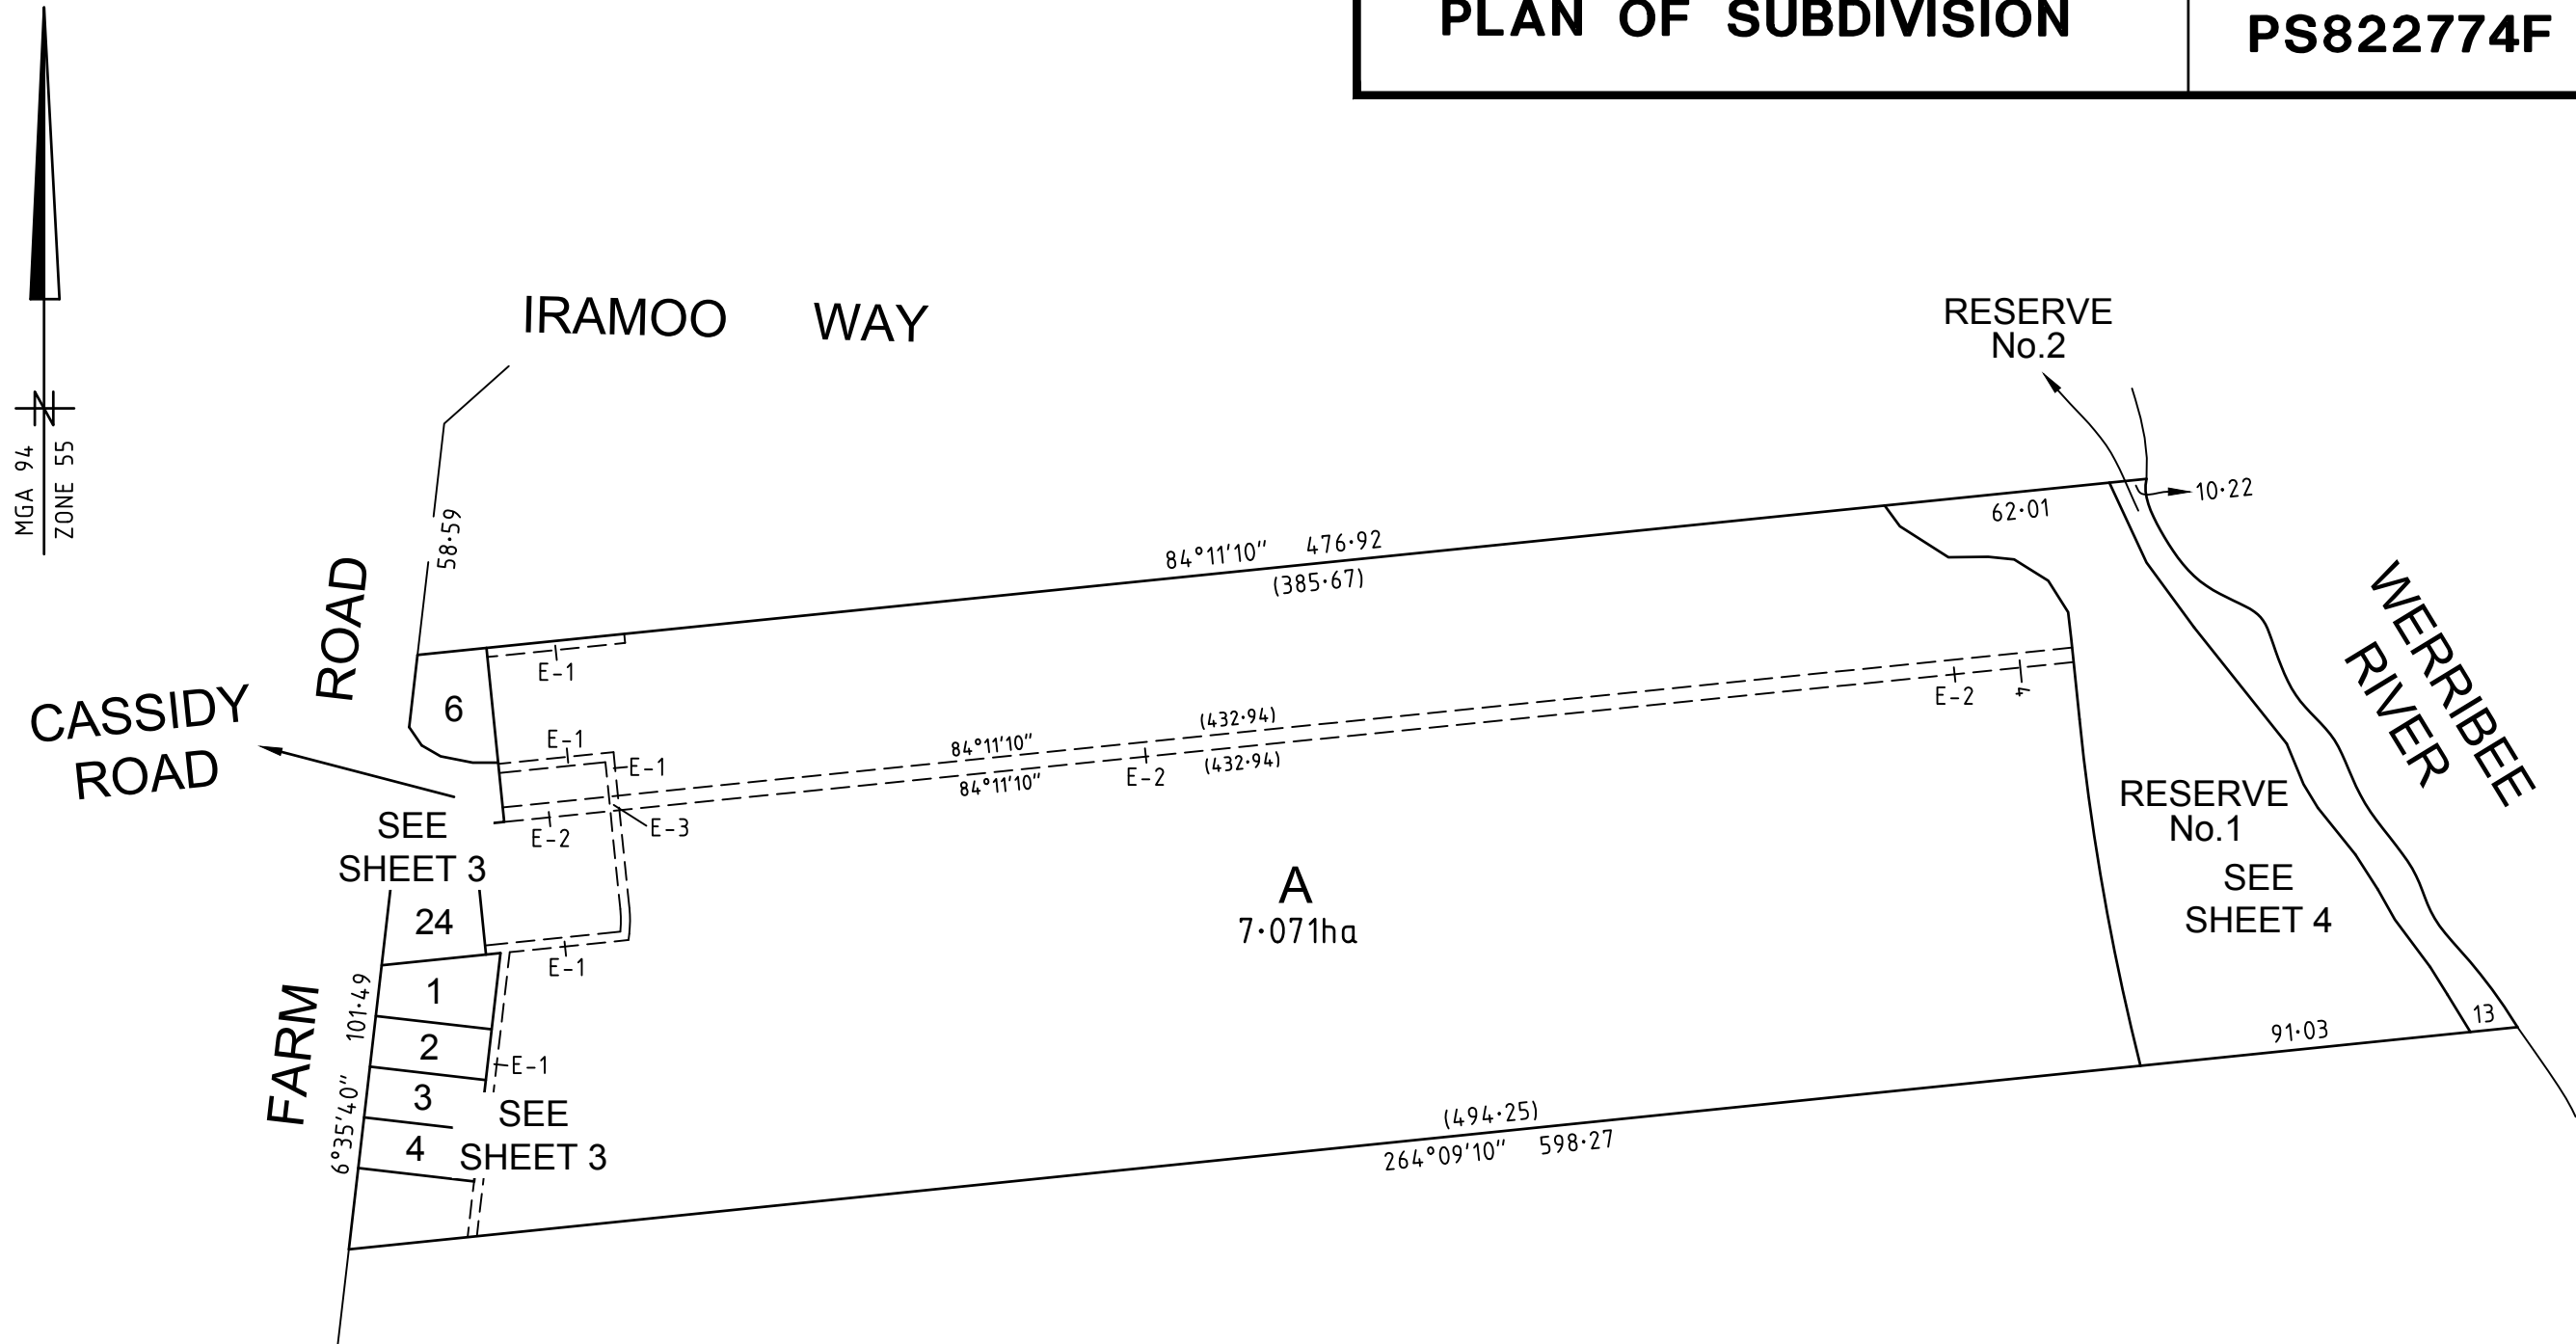 PLAN OF SUBDIVISION
PS822774F
MGA 94
ZONE 55
IRAMOO WAY
RESERVE
No.2
10·22
62·01
58·59
84°11'10" 476·92
(385·67)
ROAD
WERRIBEE
RIVER
CASSIDY
ROAD
6
E-1
E-1
E-1
(432·94)
84°11'10"
E-2
4
84°11'10"
E-2
(432·94)
E-2
E-3
RESERVE
No.1
SEE
SHEET 4
SEE
SHEET 3
A
7·071ha
24
E-1
1
2
E-1
3
4
SEE
SHEET 3
FARM
6°35'40" 101·49
13
91·03
(494·25)
264°09'10" 598·27